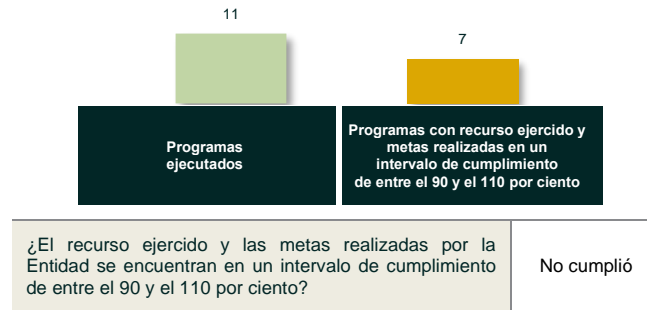 11
7
Programas
ejecutados
Programas con recurso ejercido y
metas realizadas en un
intervalo de cumplimiento
de entre el 90 y el 110 por ciento
¿El recurso ejercido y las metas realizadas por la
Entidad se encuentran en un intervalo de cumplimiento
de entre el 90 y el 110 por ciento?
No cumplió